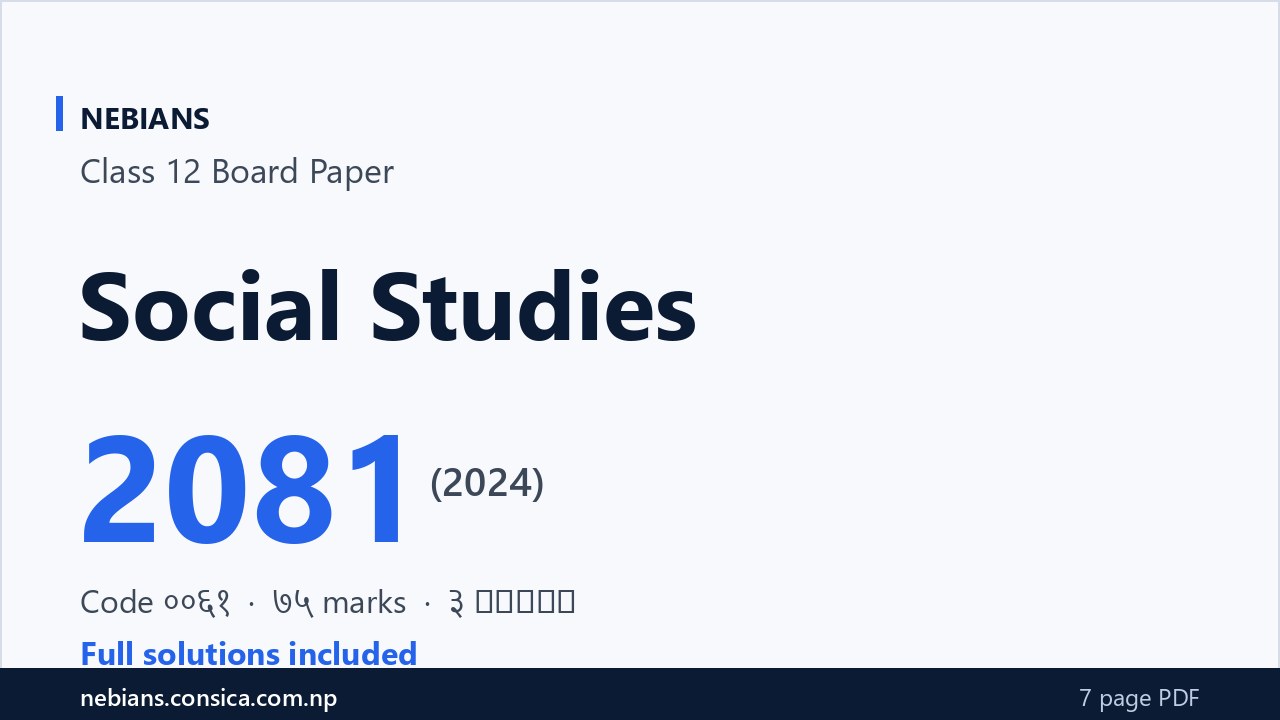 NEBIANS
Class 12 Board Paper
Social Studies
2081 (2024)
Code ००६१ · ७५ marks · ३
Full solutions included
nebians.consica.com.np
7 page PDF